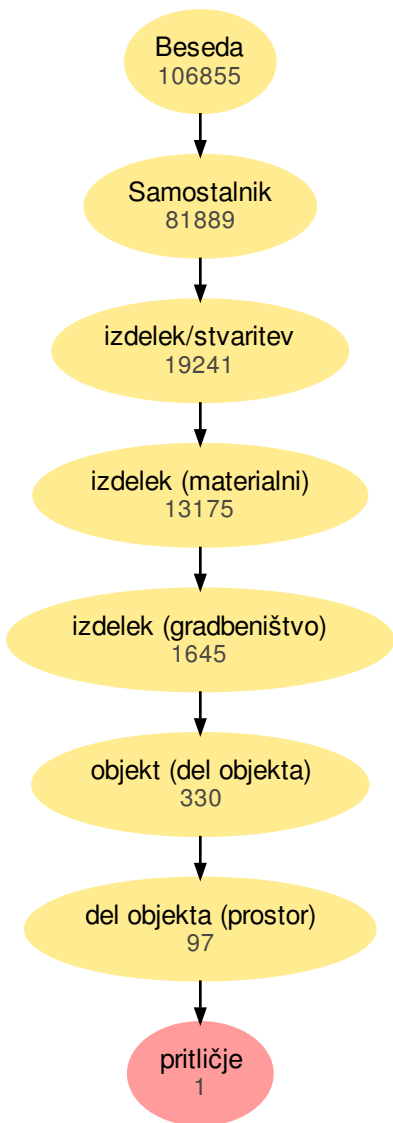 Beseda
106855
Samostalnik
81889
izdelek/stvaritev
19241
izdelek (materialni)
13175
izdelek (gradbeništvo)
1645
objekt (del objekta)
330
del objekta (prostor)
97
pritličje
1